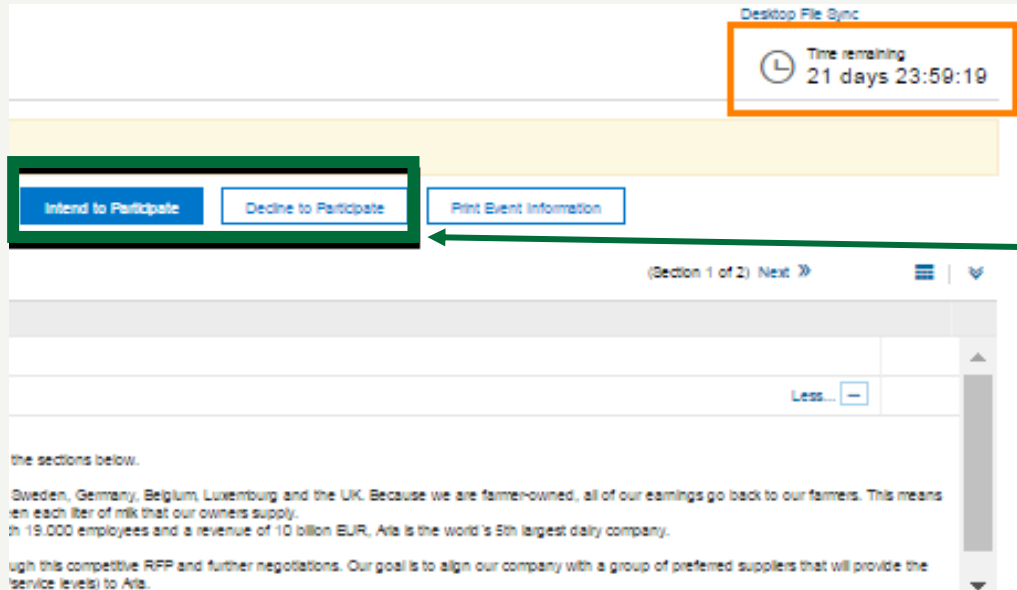 Desktop File Sync
Time remaining
21 days 23:59:19
Intend to Participate
Decline to Participate
Print Event Information
(Section 1 of 2) Next »
Less...
the sections below.
Sweden, Germany, Belgium, Luxemburg and the UK. Because we are farmer-owned, all of our earnings go back to our farmers. This means
en each liter of milk that our owners supply.
th 19.000 employees and a revenue of 10 billion EUR, Arla is the world´s 5th largest dairy company.
ugh this competitive RFP and further negotiations. Our goal is to align our company with a group of preferred suppliers that will provide the
service levels) to Arla.